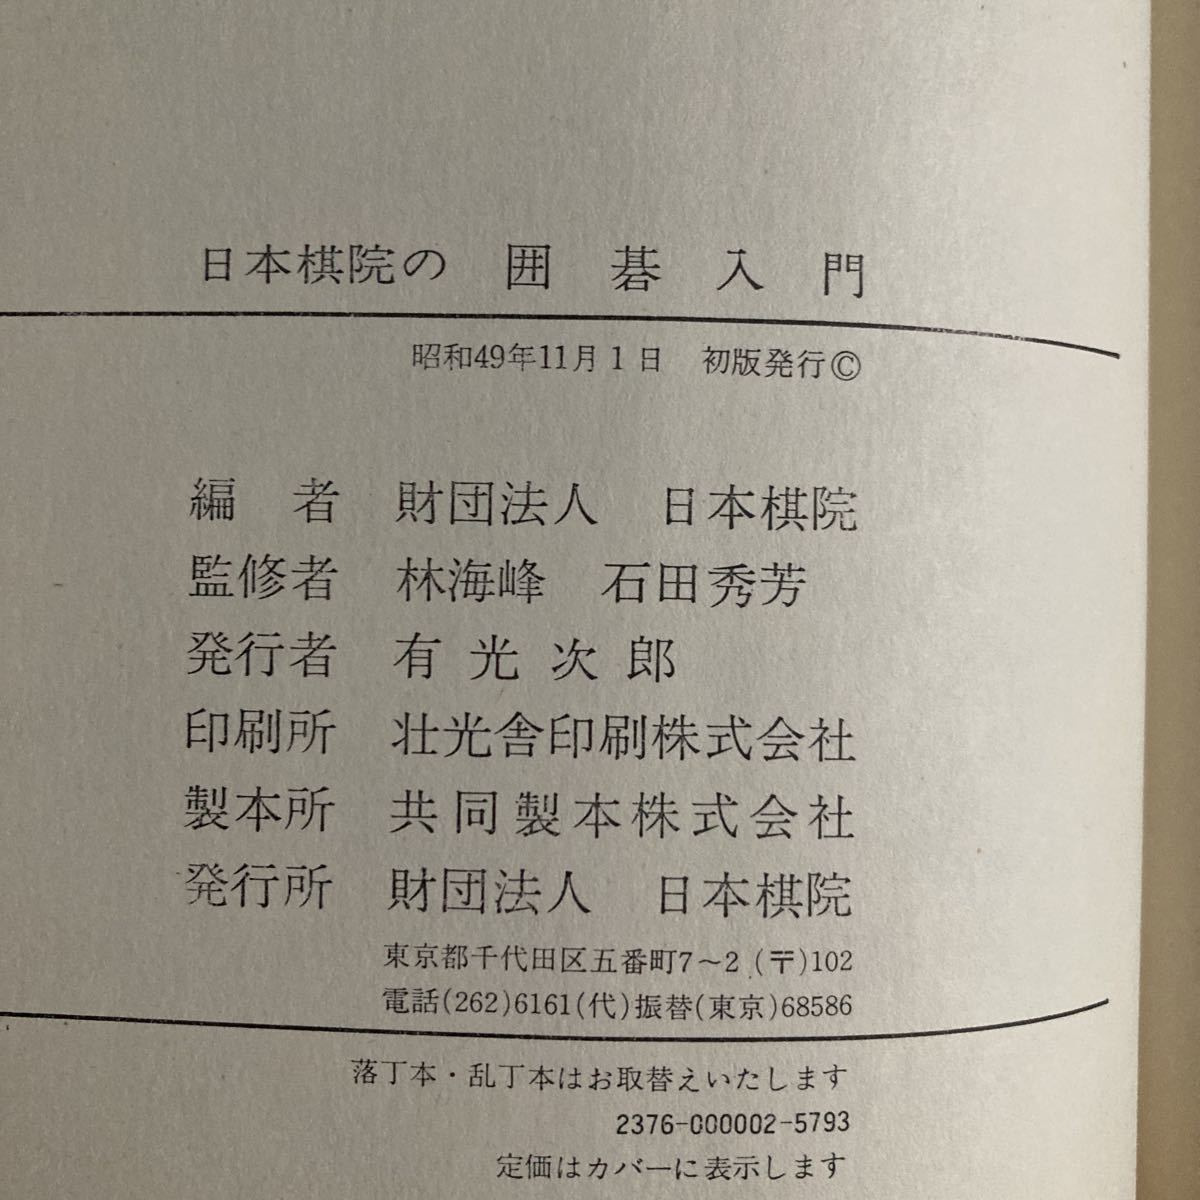 日本棋院の 囲碁入門
昭和49年11月1日 初版発行©
編者 財団法人 日本棋院
監修者 林海峰 石田秀芳
発行者 有光次郎
印刷所 壮光舎印刷株式会社
製本所 共同製本株式会社
発行所 財団法人 日本棋院
東京都千代田区五番町7～2 (〒)102
電話(262)6161(代)振替(東京)68586
落丁本・乱丁本はお取替えいたします
2376-000002-5793
定価はカバーに表示します